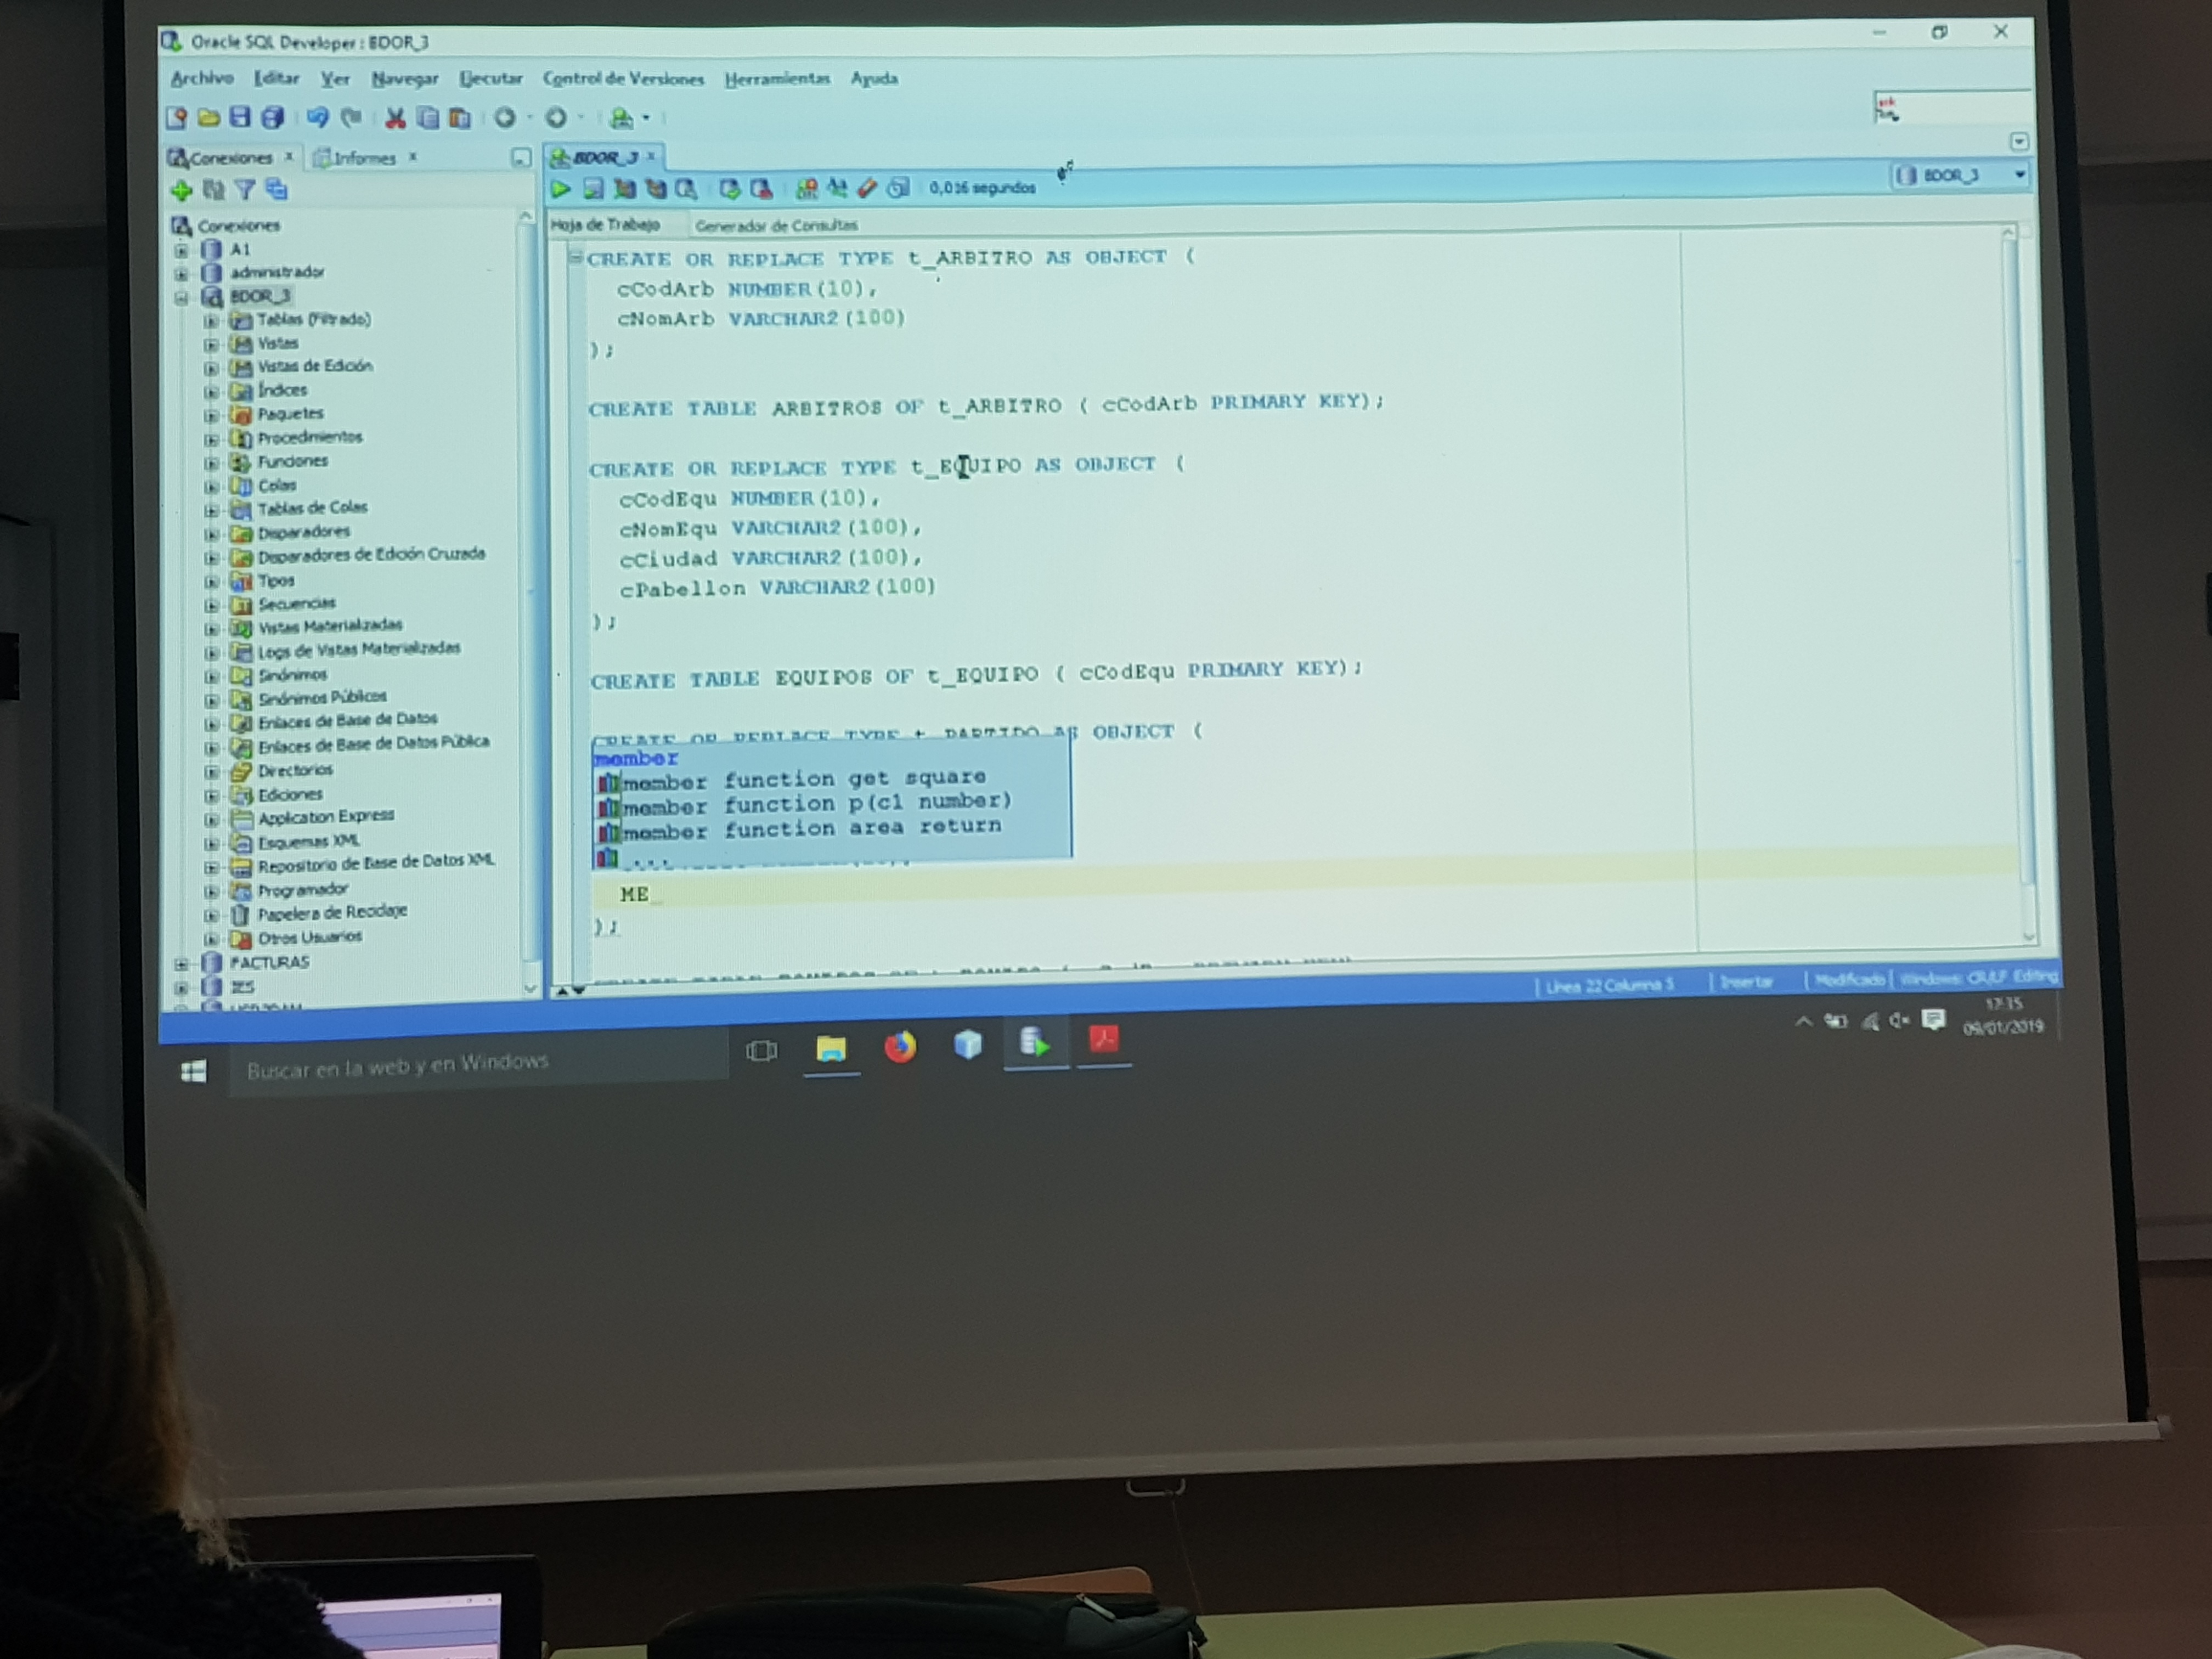 Oracle SQL Developer : BDOR_3
Archivo Editar Ver Navegar Ejecutar Control de Versiones Herramientas Ayuda
Conexiones Informes
BDOR_3
0,016 segundos
BDOR_3
Hoja de Trabajo Generador de Consultas
Conexiones
A1
administrador
BDOR_3
Tablas (Filtrado)
Vistas
Vistas de Edición
Índices
Paquetes
Procedimientos
Funciones
Colas
Tablas de Colas
Disparadores
Disparadores de Edición Cruzada
Tipos
Secuencias
Vistas Materializadas
Logs de Vistas Materializadas
Sinónimos
Sinónimos Públicos
Enlaces de Base de Datos
Enlaces de Base de Datos Pública
Directorios
Ediciones
Application Express
Esquemas XML
Repositorio de Base de Datos XML
Programador
Papelera de Reciclaje
Otros Usuarios
FACTURAS
CREATE OR REPLACE TYPE t_ARBITRO AS OBJECT (
cCodArb NUMBER(10),
cNomArb VARCHAR2(100)
);
CREATE TABLE ARBITROS OF t_ARBITRO ( cCodArb PRIMARY KEY);
CREATE OR REPLACE TYPE t_EQUIPO AS OBJECT (
cCodEqu NUMBER(10),
cNomEqu VARCHAR2(100),
cCiudad VARCHAR2(100),
cPabellon VARCHAR2(100)
);
CREATE TABLE EQUIPOS OF t_EQUIPO ( cCodEqu PRIMARY KEY);
CREATE OR REPLACE TYPE t_PARTIDO AS OBJECT (
member
member function get square
member function p(c1 number)
member function area return
...
ME
);
Línea 22 Columna 5 Insertar Modificado Windows: CR/LF Editing
Buscar en la web y en Windows
17:15
09/01/2019